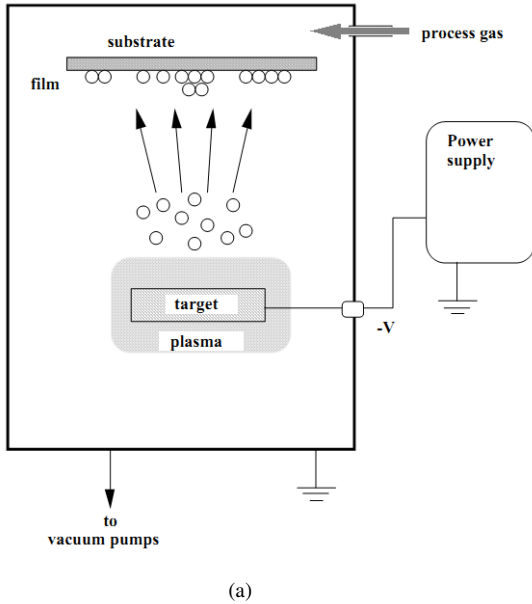 substrate
process gas
film
Power
supply
target
plasma
-V
to
vacuum pumps
(a)